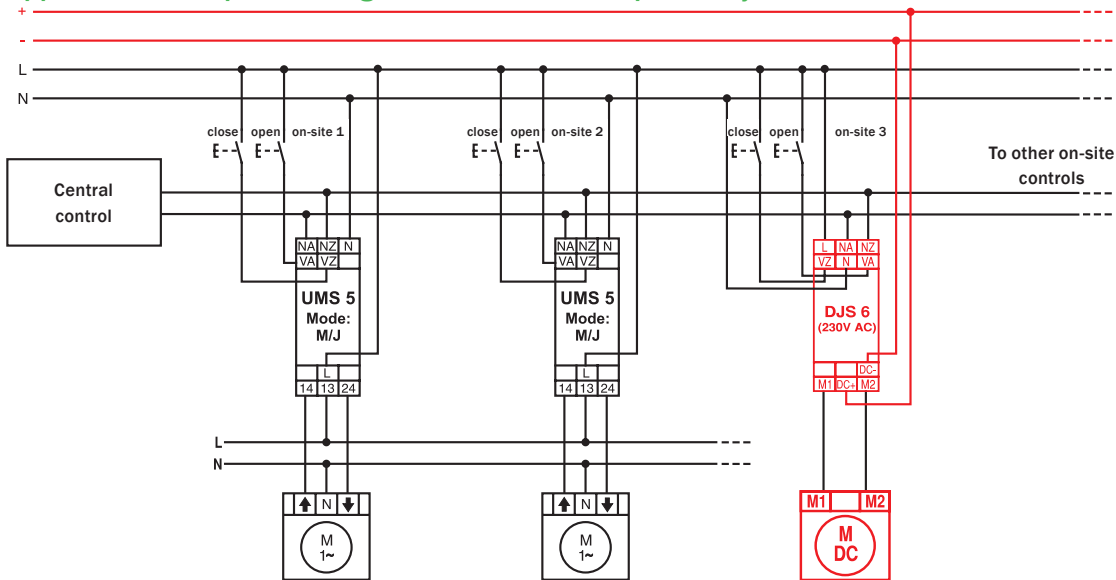 +
-
L
N
close open on-site 1
close open on-site 2
close open on-site 3
To other on-site
controls
Central
control
NA NZ N
VA VZ
UMS 5
Mode:
M/J
L
14 13 24
NA NZ N
VA VZ
UMS 5
Mode:
M/J
L
14 13 24
L NA NZ
VZ N VA
DJS 6
(230V AC)
DC-
M1 DC+ M2
L
N
N
M
1~
N
M
1~
M1 M2
M
DC